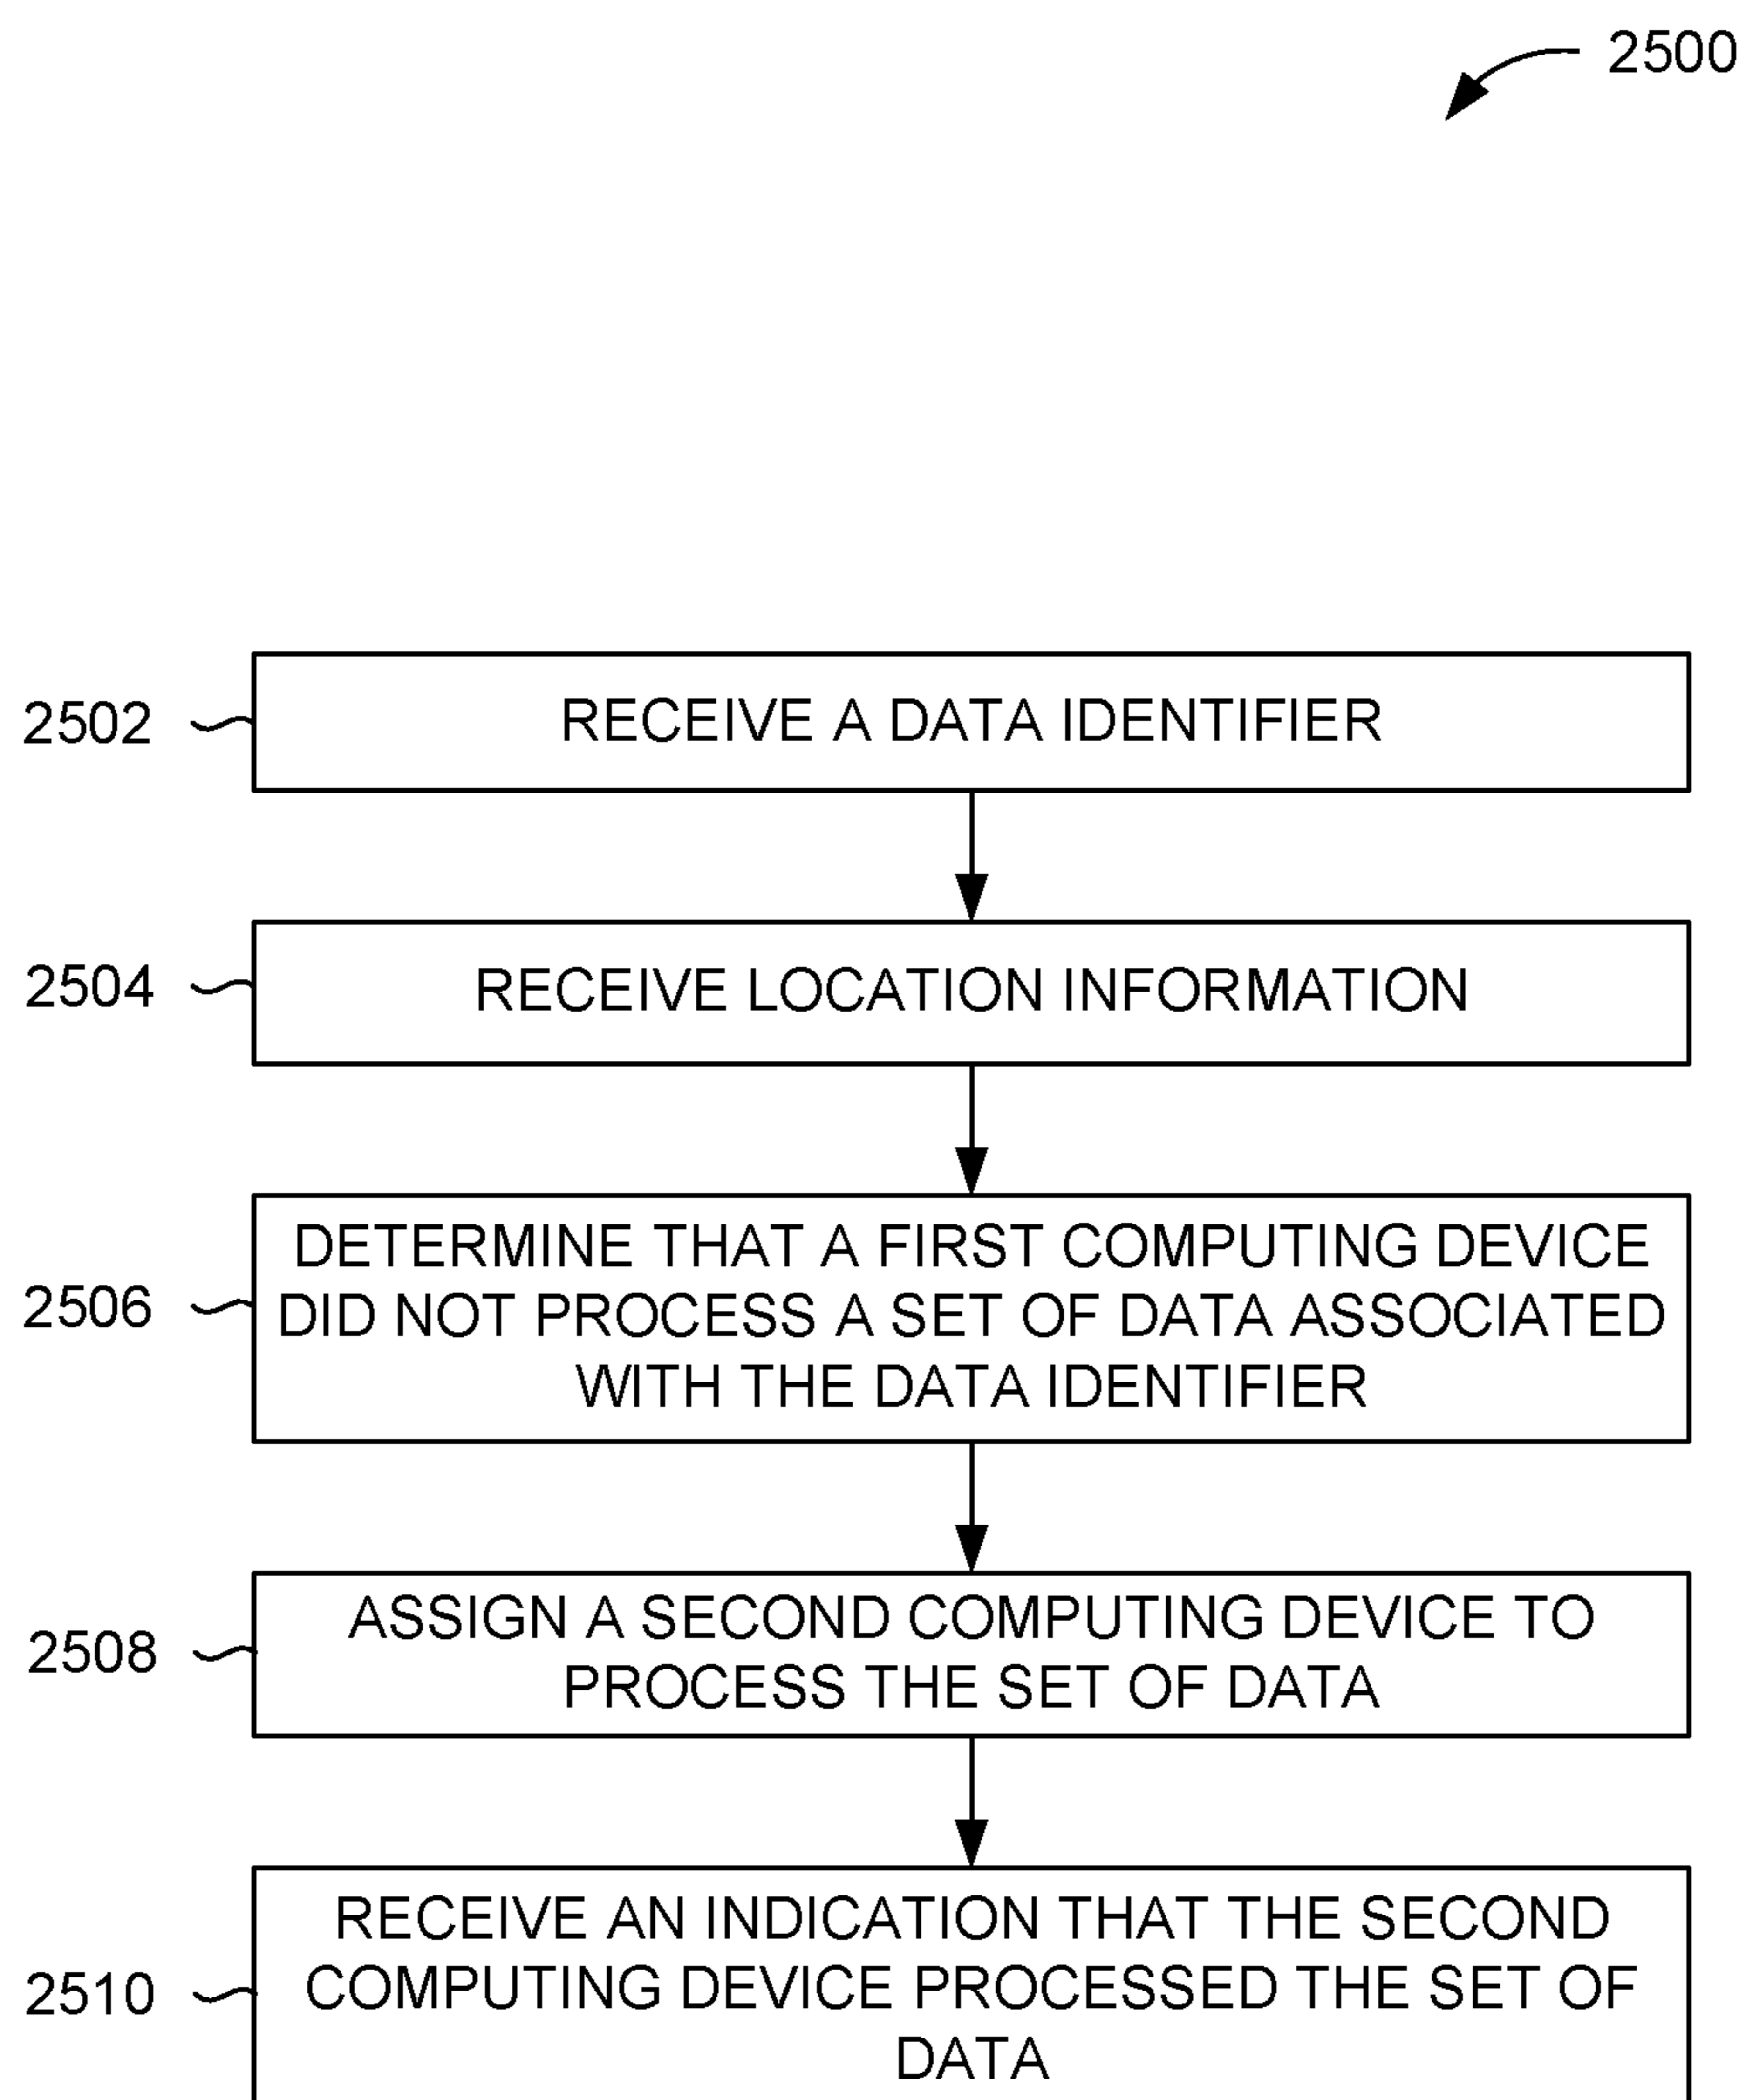 2500
2502
RECEIVE A DATA IDENTIFIER
2504
RECEIVE LOCATION INFORMATION
2506
DETERMINE THAT A FIRST COMPUTING DEVICE
DID NOT PROCESS A SET OF DATA ASSOCIATED
WITH THE DATA IDENTIFIER
2508
ASSIGN A SECOND COMPUTING DEVICE TO
PROCESS THE SET OF DATA
2510
RECEIVE AN INDICATION THAT THE SECOND
COMPUTING DEVICE PROCESSED THE SET OF
DATA